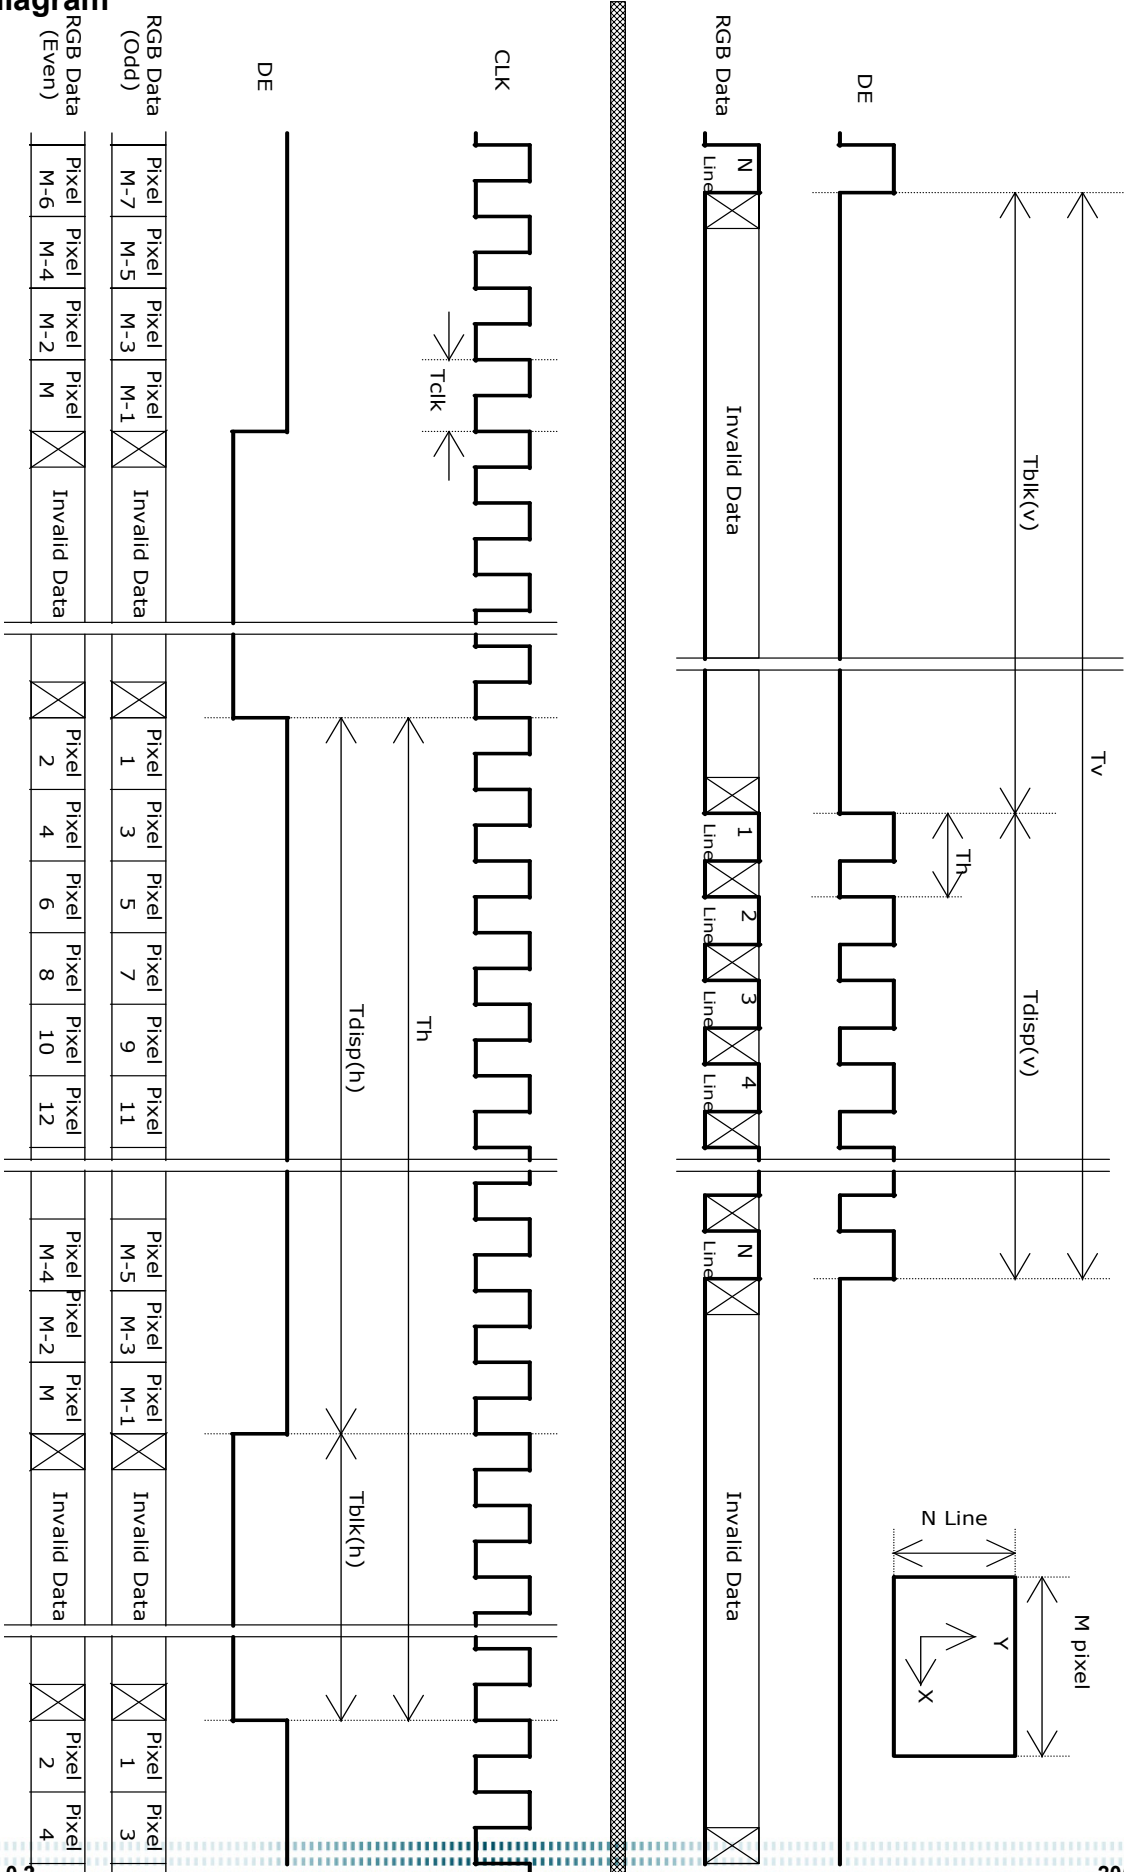 iagram
Tv
Tblk(v)
Tdisp(v)
Th
DE
RGB Data
N
Line
Invalid Data
1
Line
2
Line
3
Line
4
Line
N
Line
Invalid Data
M pixel
N Line
Y
X
CLK
Tclk
Th
Tdisp(h)
Tblk(h)
DE
RGB Data
(Odd)
Pixel
M-7
Pixel
M-5
Pixel
M-3
Pixel
M-1
Invalid Data
Pixel
1
Pixel
3
Pixel
5
Pixel
7
Pixel
9
Pixel
11
Pixel
M-5
Pixel
M-3
Pixel
M-1
Invalid Data
Pixel
1
Pixel
3
RGB Data
(Even)
Pixel
M-6
Pixel
M-4
Pixel
M-2
Pixel
M
Invalid Data
Pixel
2
Pixel
4
Pixel
6
Pixel
8
Pixel
10
Pixel
12
Pixel
M-4
Pixel
M-2
Pixel
M
Invalid Data
Pixel
2
Pixel
4